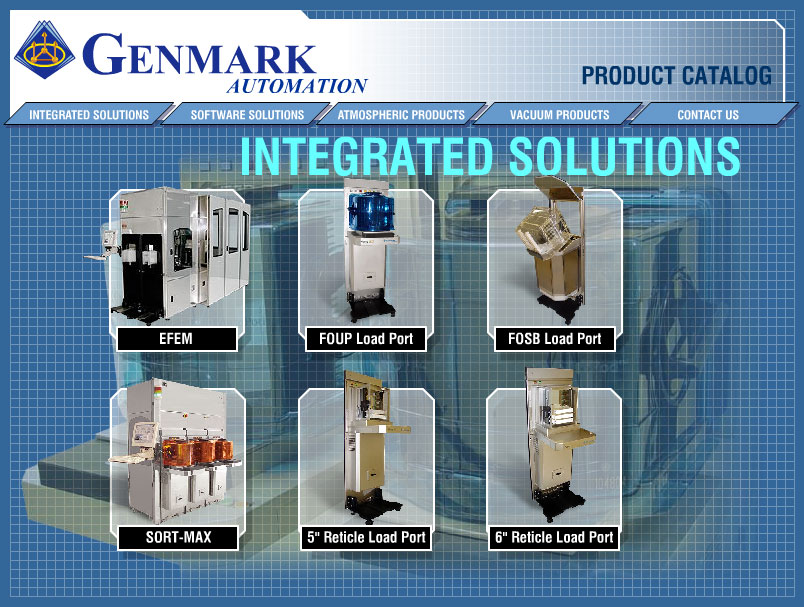 GENMARK
AUTOMATION
PRODUCT CATALOG
INTEGRATED SOLUTIONS
SOFTWARE SOLUTIONS
ATMOSPHERIC PRODUCTS
VACUUM PRODUCTS
CONTACT US
INTEGRATED SOLUTIONS
EFEM
FOUP Load Port
FOSB Load Port
SORT-MAX
5" Reticle Load Port
6" Reticle Load Port